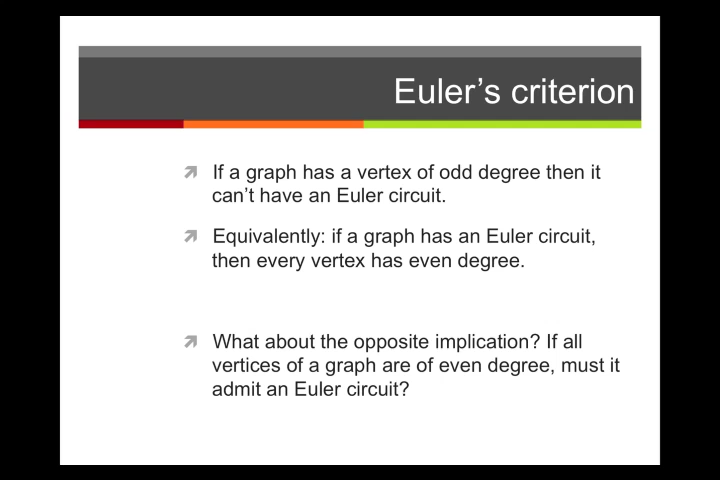 Euler’s criterion
If a graph has a vertex of odd degree then it
can’t have an Euler circuit.
Equivalently: if a graph has an Euler circuit,
then every vertex has even degree.
What about the opposite implication? If all
vertices of a graph are of even degree, must it
admit an Euler circuit?